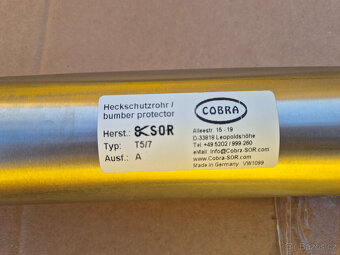 Heckschutzrohr /
bumber protector
Herst.: SOR
Typ: T5/7
Ausf.: A
COBRA
Alleestr. 16 - 19
D-33818 Leopoldshöhe
Tel. +49 5202 / 999 260
eMail: Info@Cobra-SOR.com
www.Cobra-SOR.com
Made in Germany VW1099